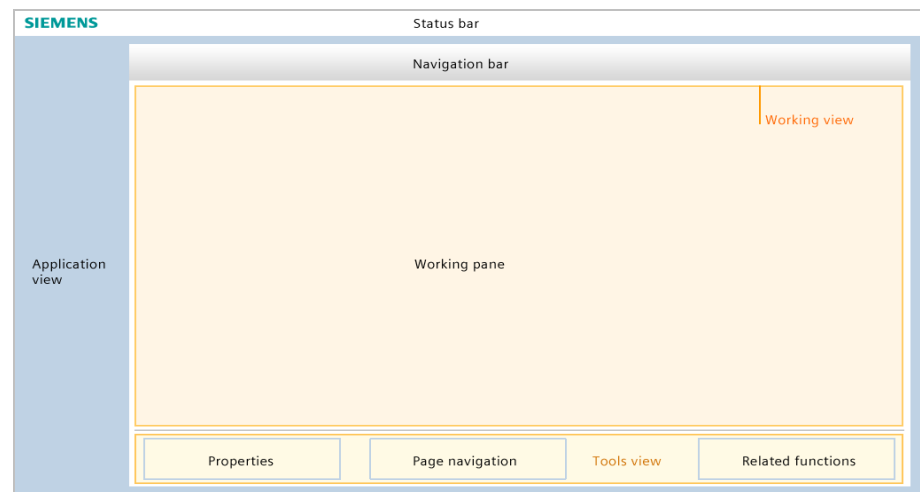 SIEMENS
Status bar
Navigation bar
Working view
Application
view
Working pane
Properties
Page navigation
Tools view
Related functions